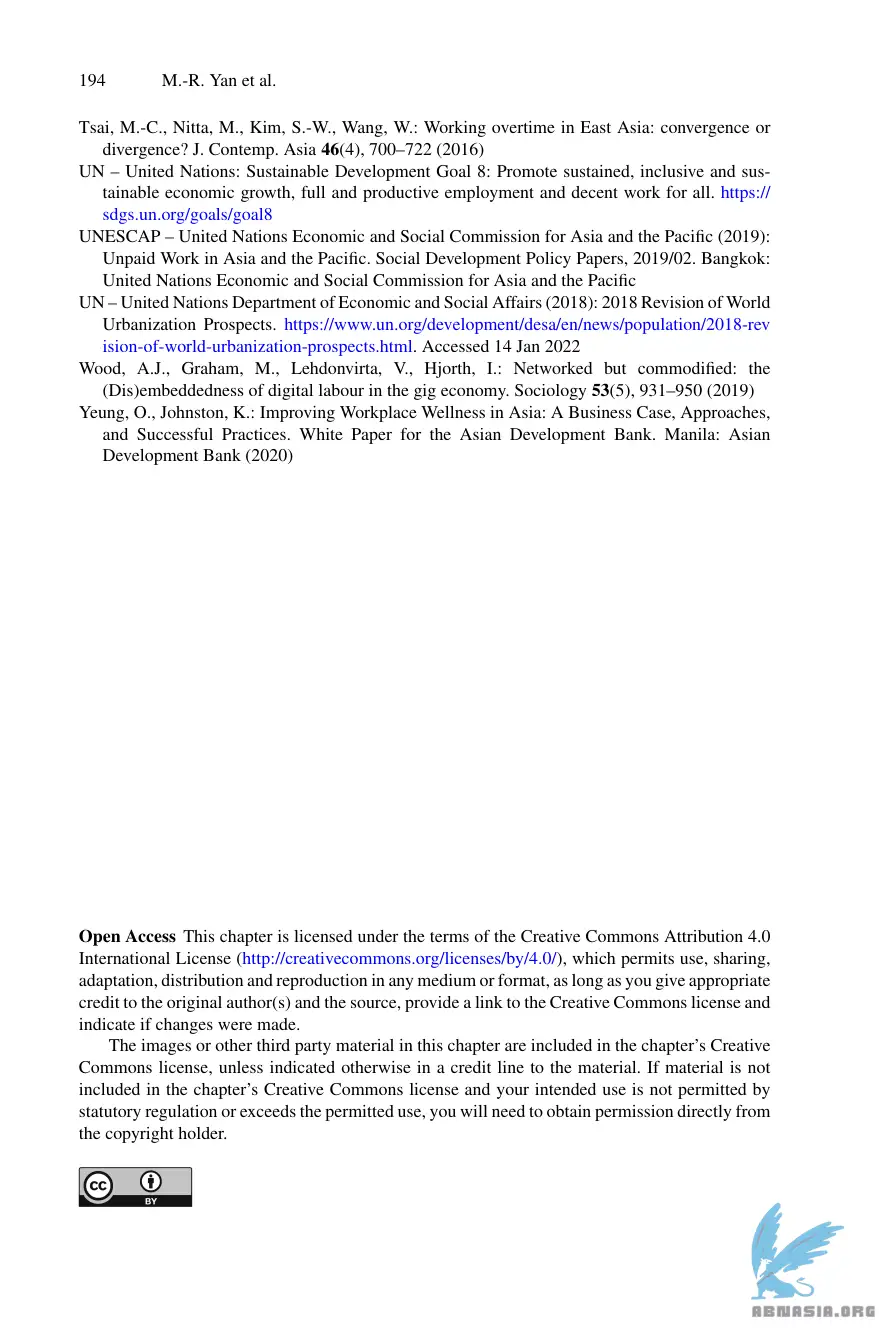 194 M.-R. Yan et al.
Tsai, M.-C., Nitta, M., Kim, S.-W., Wang, W.: Working overtime in East Asia: convergence or
divergence? J. Contemp. Asia 46(4), 700–722 (2016)
UN – United Nations: Sustainable Development Goal 8: Promote sustained, inclusive and sus-
tainable economic growth, full and productive employment and decent work for all. https://
sdgs.un.org/goals/goal8
UNESCAP – United Nations Economic and Social Commission for Asia and the Pacific (2019):
Unpaid Work in Asia and the Pacific. Social Development Policy Papers, 2019/02. Bangkok:
United Nations Economic and Social Commission for Asia and the Pacific
UN – United Nations Department of Economic and Social Affairs (2018): 2018 Revision of World
Urbanization Prospects. https://www.un.org/development/desa/en/news/population/2018-rev
ision-of-world-urbanization-prospects.html. Accessed 14 Jan 2022
Wood, A.J., Graham, M., Lehdonvirta, V., Hjorth, I.: Networked but commodified: the
(Dis)embeddedness of digital labour in the gig economy. Sociology 53(5), 931–950 (2019)
Yeung, O., Johnston, K.: Improving Workplace Wellness in Asia: A Business Case, Approaches,
and Successful Practices. White Paper for the Asian Development Bank. Manila: Asian
Development Bank (2020)
Open Access This chapter is licensed under the terms of the Creative Commons Attribution 4.0
International License (http://creativecommons.org/licenses/by/4.0/), which permits use, sharing,
adaptation, distribution and reproduction in any medium or format, as long as you give appropriate
credit to the original author(s) and the source, provide a link to the Creative Commons license and
indicate if changes were made.
The images or other third party material in this chapter are included in the chapter's Creative
Commons license, unless indicated otherwise in a credit line to the material. If material is not
included in the chapter's Creative Commons license and your intended use is not permitted by
statutory regulation or exceeds the permitted use, you will need to obtain permission directly from
the copyright holder.
cc
BY
ABNASIA.ORG